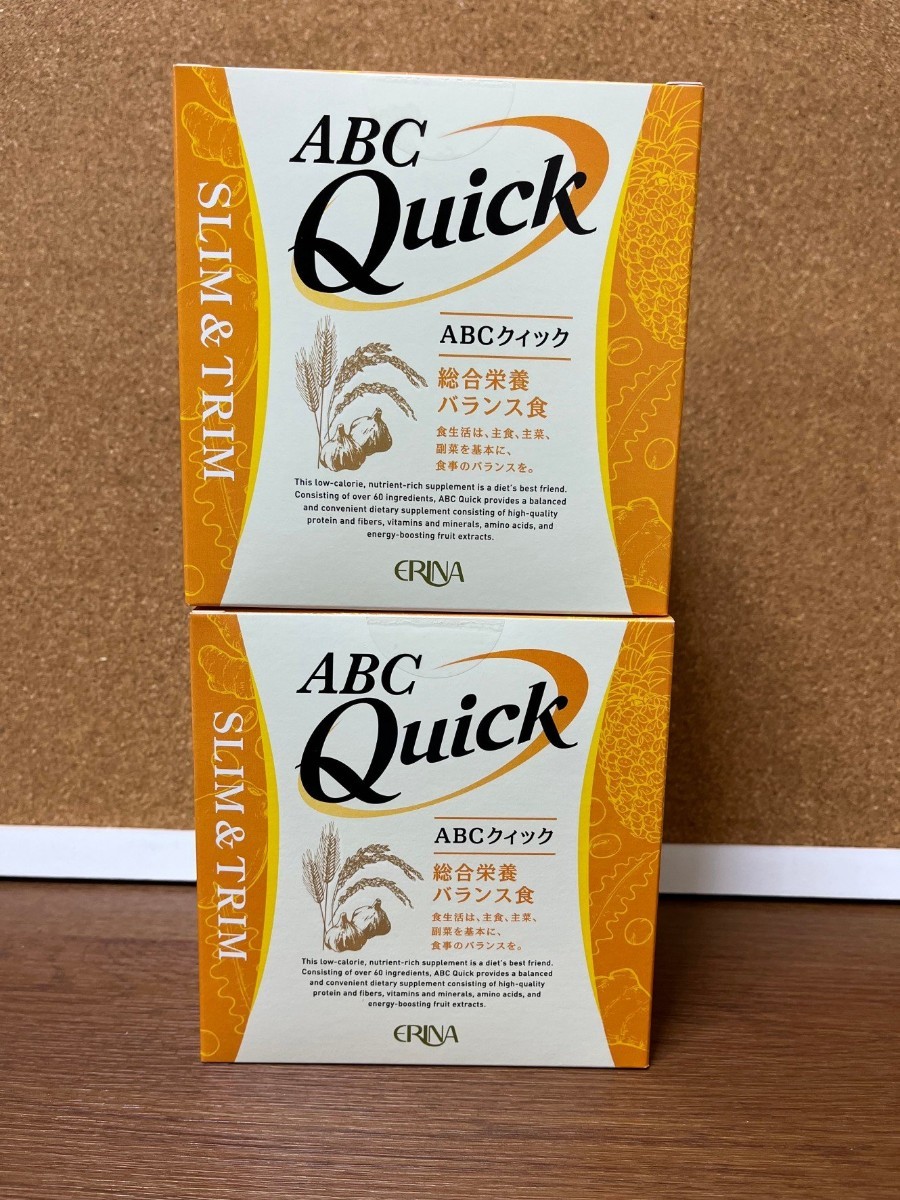 ABC
Quick
SLIM & TRIM
ABCクイック
総合栄養
バランス食
食生活は、主食、主菜、
副菜を基本に、
食事のバランスを。
This low-calorie, nutrient-rich supplement is a diet's best friend.
Consisting of over 60 ingredients, ABC Quick provides a balanced
and convenient dietary supplement consisting of high-quality
protein and fibers, vitamins and minerals, amino acids, and
energy-boosting fruit extracts.
ERINA
ABC
Quick
SLIM & TRIM
ABCクイック
総合栄養
バランス食
食生活は、主食、主菜、
副菜を基本に、
食事のバランスを。
This low-calorie, nutrient-rich supplement is a diet's best friend.
Consisting of over 60 ingredients, ABC Quick provides a balanced
and convenient dietary supplement consisting of high-quality
protein and fibers, vitamins and minerals, amino acids, and
energy-boosting fruit extracts.
ERINA